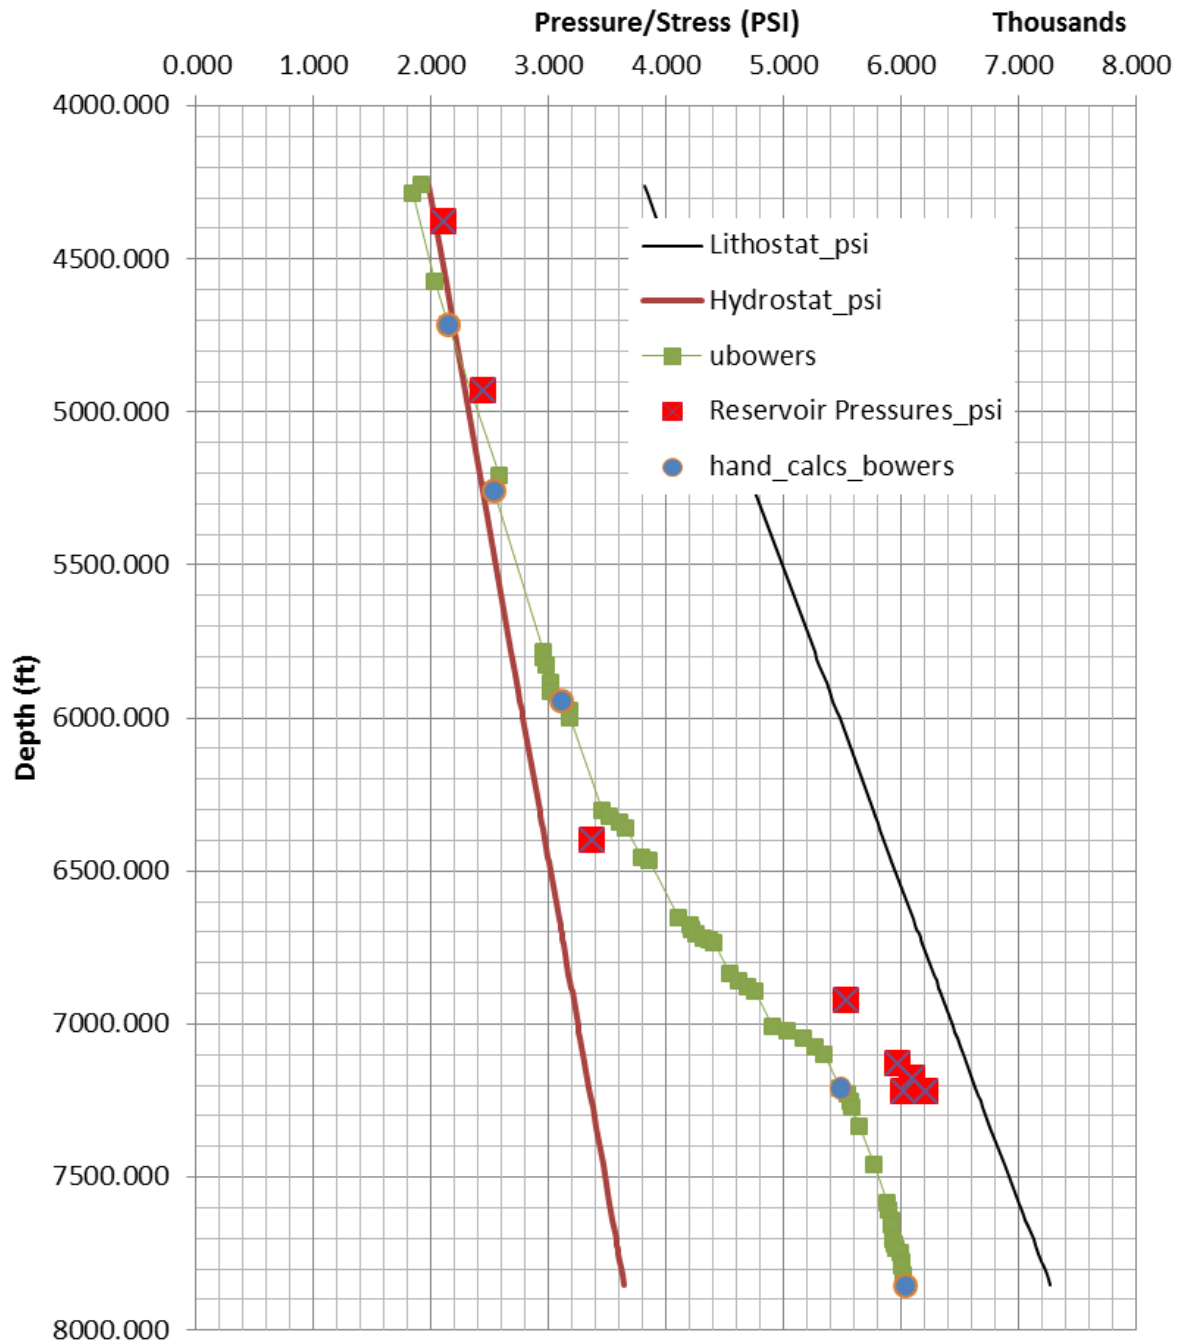 Pressure/Stress (PSI) Thousands
0.000 1.000 2.000 3.000 4.000 5.000 6.000 7.000 8.000
4000.000
4500.000
5000.000
5500.000
6000.000
6500.000
7000.000
7500.000
8000.000
Depth (ft)
Lithostat_psi
Hydrostat_psi
ubowers
Reservoir Pressures_psi
hand_calcs_bowers